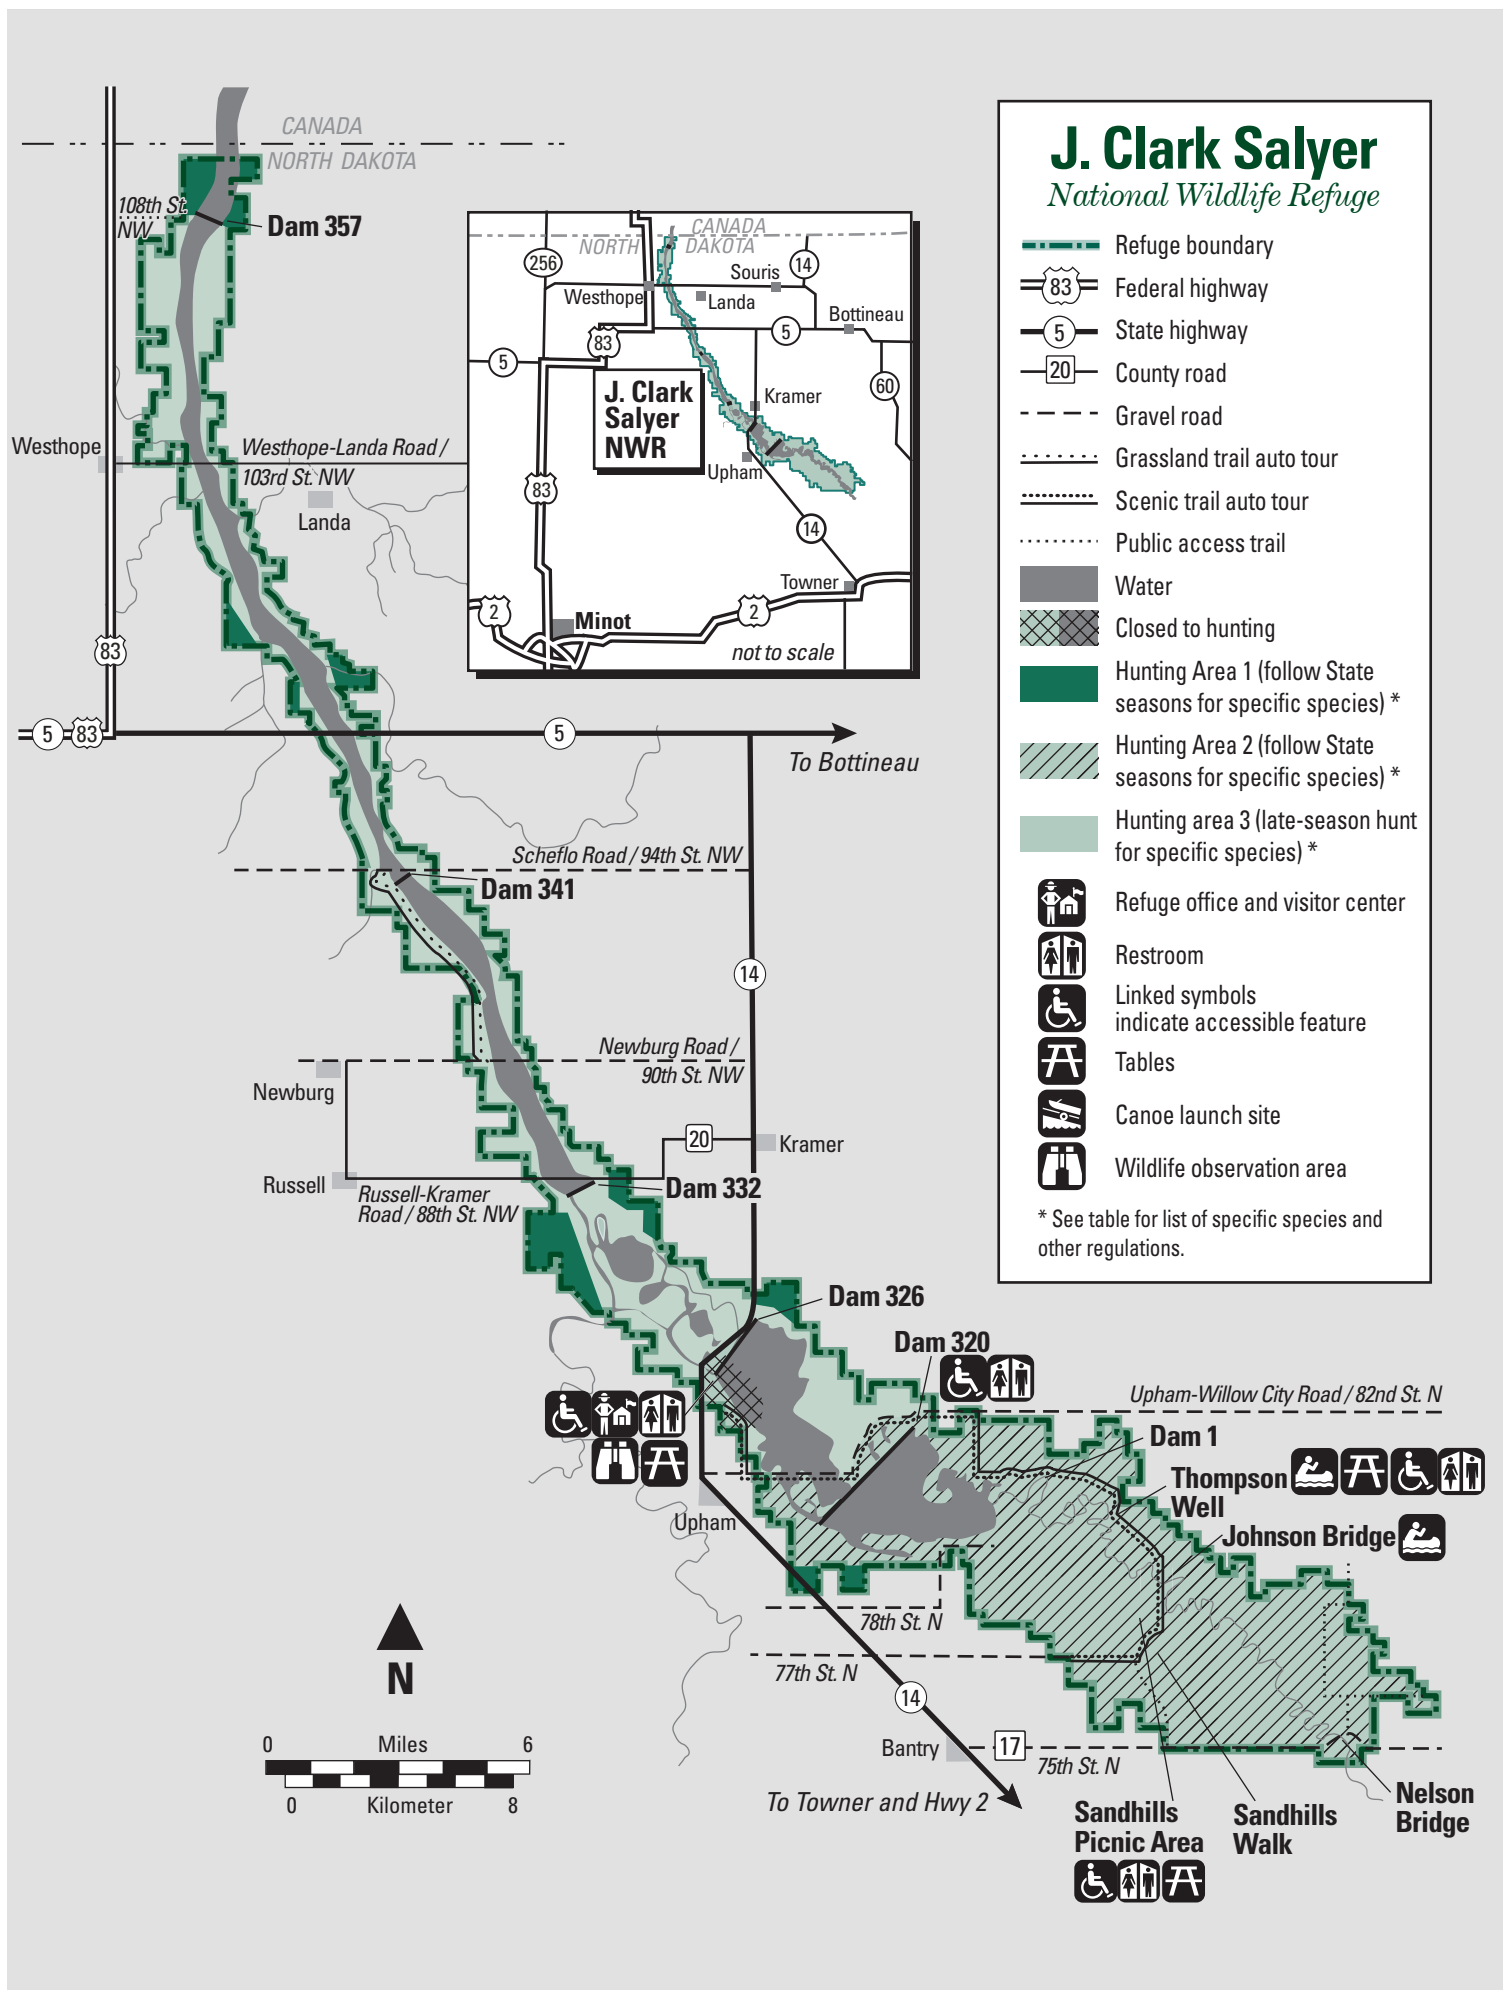 CANADA
NORTH DAKOTA
108th St.
NW
Dam 357
Westhope
Westhope-Landa Road /
103rd St. NW
Landa
83
5
83
5
To Bottineau
Scheflo Road / 94th St. NW
Dam 341
14
Newburg Road /
90th St. NW
Newburg
20
Kramer
Russell
Russell-Kramer
Road / 88th St. NW
Dam 332
Dam 326
Dam 320
Upham-Willow City Road / 82nd St. N
Dam 1
Thompson
Well
Johnson Bridge
Upham
78th St. N
77th St. N
14
Bantry
17
75th St. N
To Towner and Hwy 2
Sandhills
Picnic Area
Sandhills
Walk
Nelson
Bridge
N
0
Miles
6
0
Kilometer
8
CANADA
NORTH
DAKOTA
256
14
Souris
Westhope
Landa
Bottineau
83
5
5
60
J. Clark
Salyer
NWR
Kramer
Upham
83
14
Towner
2
2
Minot
not to scale
J. Clark Salyer
National Wildlife Refuge
Refuge boundary
83
Federal highway
5
State highway
20
County road
Gravel road
Grassland trail auto tour
Scenic trail auto tour
Public access trail
Water
Closed to hunting
Hunting Area 1 (follow State
seasons for specific species) *
Hunting Area 2 (follow State
seasons for specific species) *
Hunting area 3 (late-season hunt
for specific species) *
Refuge office and visitor center
Restroom
Linked symbols
indicate accessible feature
Tables
Canoe launch site
Wildlife observation area
* See table for list of specific species and
other regulations.